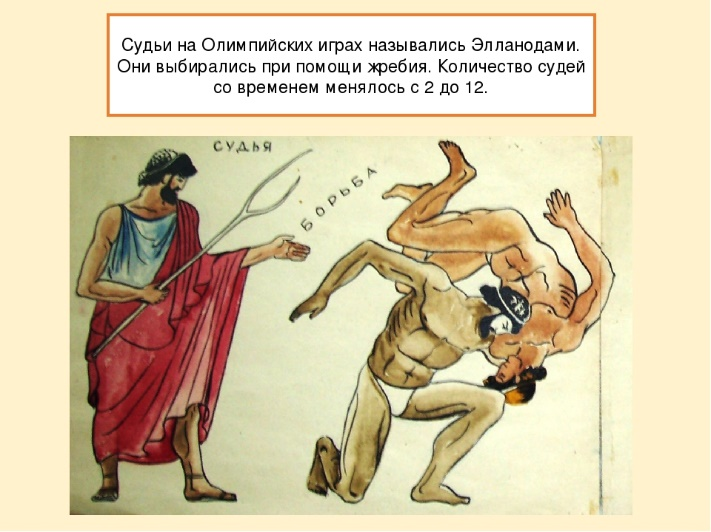 Судьи на Олимпийских играх назывались Элланодами.
Они выбирались при помощи жребия. Количество судей
со временем менялось с 2 до 12.
СУДЬЯ
БОРЬБА